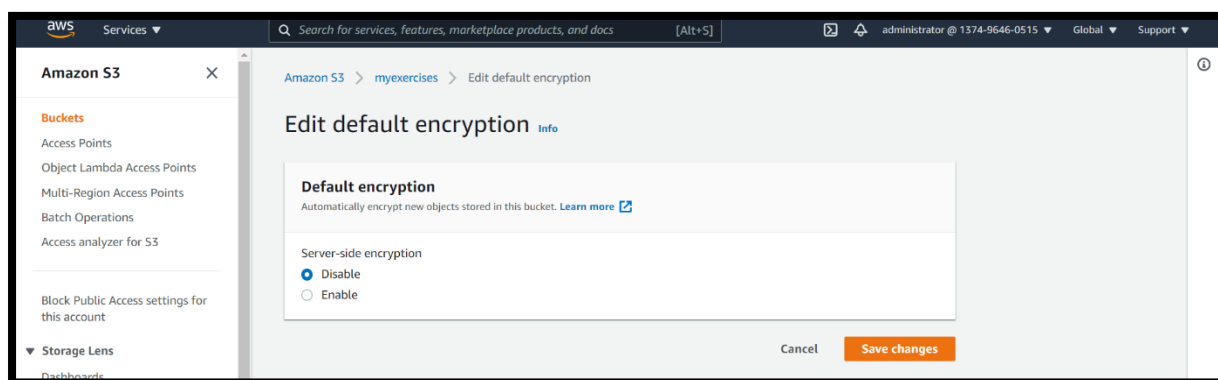 aws Services ▼ Search for services, features, marketplace products, and docs [Alt+S] administrator @ 1374-9646-0515 ▼ Global ▼ Support ▼
Amazon S3
Buckets
Access Points
Object Lambda Access Points
Multi-Region Access Points
Batch Operations
Access analyzer for S3
Block Public Access settings for
this account
▼ Storage Lens
Dashboards
Amazon S3 > myexercises > Edit default encryption
Edit default encryption Info
Default encryption
Automatically encrypt new objects stored in this bucket. Learn more
Server-side encryption
Disable
Enable
Cancel Save changes